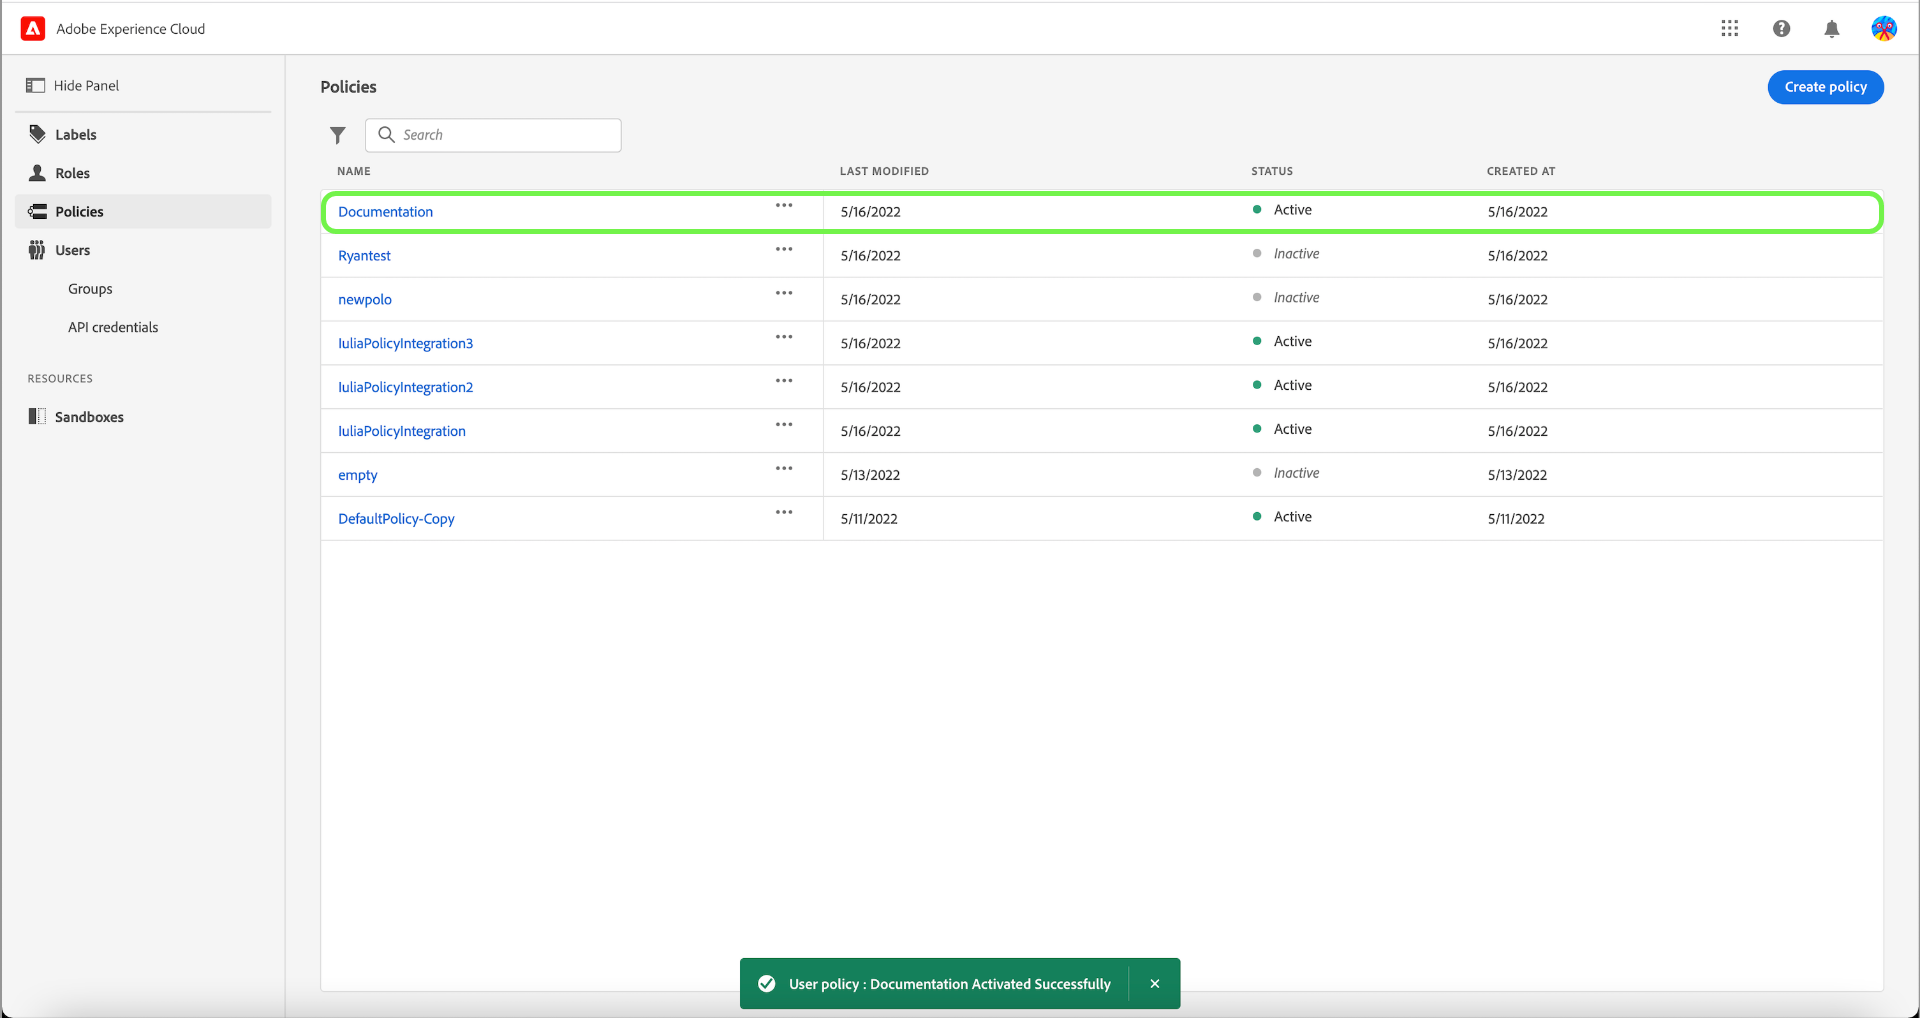 Adobe Experience Cloud
Hide Panel
Labels
Roles
Policies
Users
Groups
API credentials
RESOURCES
Sandboxes
Policies
Create policy
Search
NAME LAST MODIFIED STATUS CREATED AT
Documentation 5/16/2022 Active 5/16/2022
Ryantest 5/16/2022 Inactive 5/16/2022
newpolo 5/16/2022 Inactive 5/16/2022
IuliaPolicyIntegration3 5/16/2022 Active 5/16/2022
IuliaPolicyIntegration2 5/16/2022 Active 5/16/2022
IuliaPolicyIntegration 5/16/2022 Active 5/16/2022
empty 5/13/2022 Inactive 5/13/2022
DefaultPolicy-Copy 5/11/2022 Active 5/11/2022
User policy : Documentation Activated Successfully